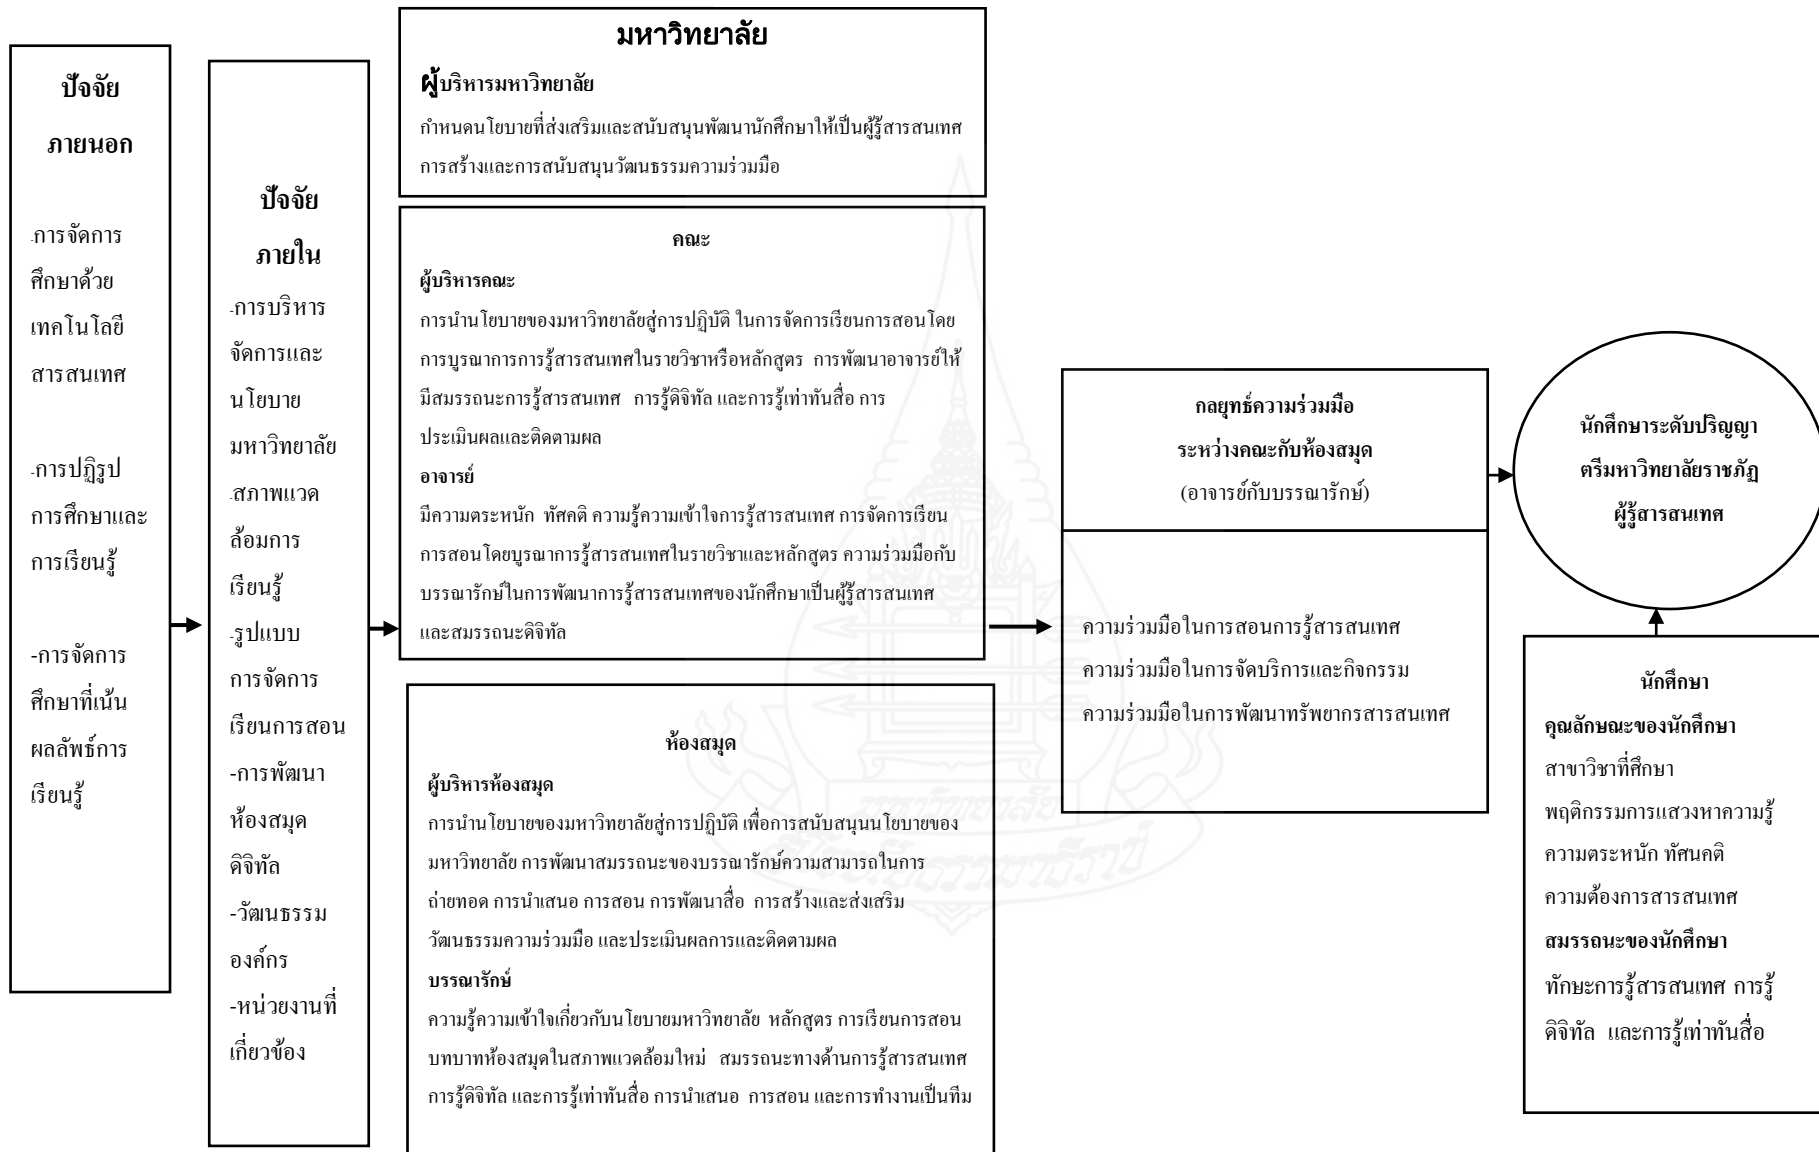 ปัจจัย
ภายนอก
-การจัดการ
ศึกษาด้วย
เทคโนโลยี
สารสนเทศ
-การปฏิรูป
การศึกษาและ
การเรียนรู้
-การจัดการ
ศึกษาที่เน้น
ผลลัพธ์การ
เรียนรู้
ปัจจัย
ภายใน
-การบริหาร
จัดการและ
นโยบาย
มหาวิทยาลัย
-สภาพแวด
ล้อมการ
เรียนรู้
-รูปแบบ
การจัดการ
เรียนการสอน
-การพัฒนา
ห้องสมุด
ดิจิทัล
-วัฒนธรรม
องค์กร
-หน่วยงานที่
เกี่ยวข้อง
มหาวิทยาลัย
ผู้บริหารมหาวิทยาลัย
กำหนดนโยบายที่ส่งเสริมและสนับสนุนพัฒนานักศึกษาให้เป็นผู้รู้สารสนเทศ
การสร้างและการสนับสนุนวัฒนธรรมความร่วมมือ
คณะ
ผู้บริหารคณะ
การนำนโยบายของมหาวิทยาลัยสู่การปฏิบัติ ในการจัดการเรียนการสอนโดย
การบูรณาการการรู้สารสนเทศในรายวิชาหรือหลักสูตร การพัฒนาอาจารย์ให้
มีสมรรถนะการรู้สารสนเทศ การรู้ดิจิทัล และการรู้เท่าทันสื่อ การ
ประเมินผลและติดตามผล
อาจารย์
มีความตระหนัก ทัศคติ ความรู้ความเข้าใจการรู้สารสนเทศ การจัดการเรียน
การสอนโดยบูรณาการรู้สารสนเทศในรายวิชาและหลักสูตร ความร่วมมือกับ
บรรณารักษ์ในการพัฒนาการรู้สารสนเทศของนักศึกษาเป็นผู้รู้สารสนเทศ
และสมรรถนะดิจิทัล
ห้องสมุด
ผู้บริหารห้องสมุด
การนำนโยบายของมหาวิทยาลัยสู่การปฏิบัติ เพื่อการสนับสนุนนโยบายของ
มหาวิทยาลัย การพัฒนาสมรรถนะของบรรณารักษ์ความสามารถในการ
ถ่ายทอด การนำเสนอ การสอน การพัฒนาสื่อ การสร้างและส่งเสริม
วัฒนธรรมความร่วมมือ และประเมินผลการและติดตามผล
บรรณารักษ์
ความรู้ความเข้าใจเกี่ยวกับนโยบายมหาวิทยาลัย หลักสูตร การเรียนการสอน
บทบาทห้องสมุดในสภาพแวดล้อมใหม่ สมรรถนะทางด้านการรู้สารสนเทศ
การรู้ดิจิทัล และการรู้เท่าทันสื่อ การนำเสนอ การสอน และการทำงานเป็นทีม
กลยุทธ์ความร่วมมือ
ระหว่างคณะกับห้องสมุด
(อาจารย์กับบรรณารักษ์)
ความร่วมมือในการสอนการรู้สารสนเทศ
ความร่วมมือในการจัดบริการและกิจกรรม
ความร่วมมือในการพัฒนาทรัพยากรสารสนเทศ
นักศึกษาระดับปริญญา
ตรีมหาวิทยาลัยราชภัฏ
ผู้รู้สารสนเทศ
นักศึกษา
คุณลักษณะของนักศึกษา
สาขาวิชาที่ศึกษา
พฤติกรรมการแสวงหาความรู้
ความตระหนัก ทัศนคติ
ความต้องการสารสนเทศ
สมรรถนะของนักศึกษา
ทักษะการรู้สารสนเทศ การรู้
ดิจิทัล และการรู้เท่าทันสื่อ
มหาวิทยาลัย
สุโขทัยธรรมาธิราช